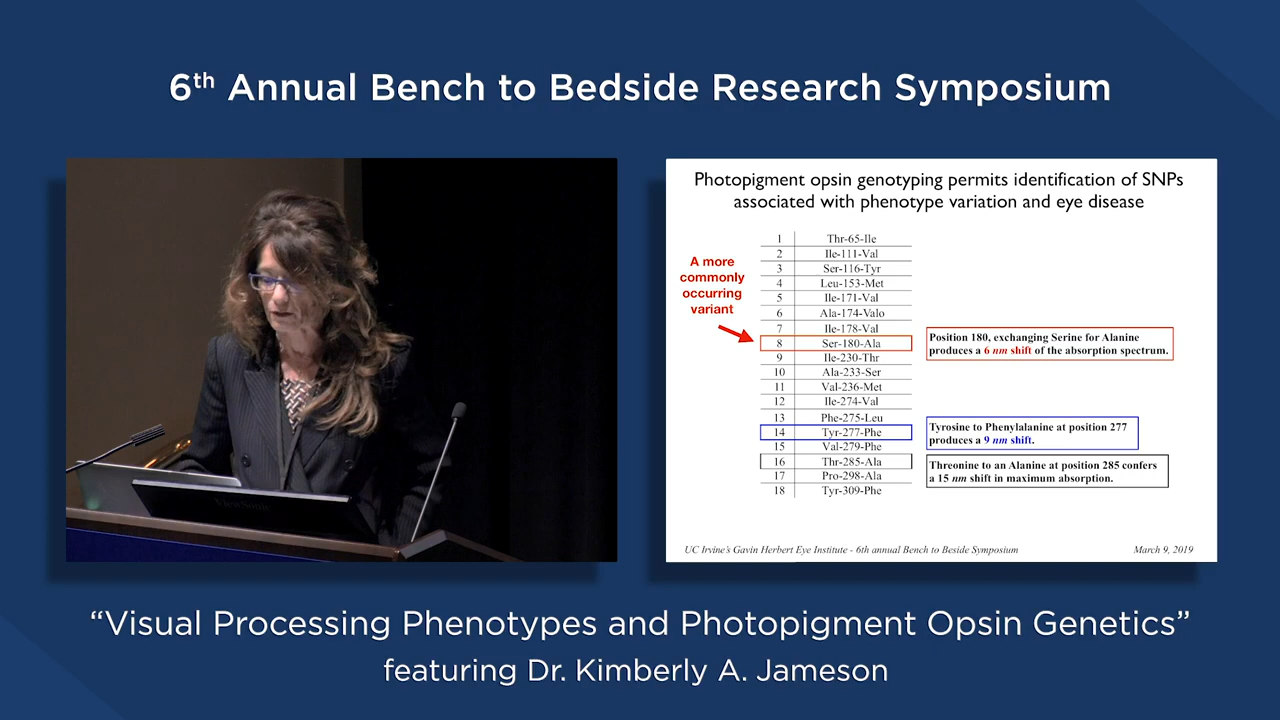 6th Annual Bench to Bedside Research Symposium
Photopigment opsin genotyping permits identification of SNPs
associated with phenotype variation and eye disease
A more
commonly
occurring
variant
1 Thr-65-Ile
2 Ile-111-Val
3 Ser-116-Tyr
4 Leu-153-Met
5 Ile-171-Val
6 Ala-174-Valo
7 Ile-178-Val
8 Ser-180-Ala
9 Ile-230-Thr
10 Ala-233-Ser
11 Val-236-Met
12 Ile-274-Val
13 Phe-275-Leu
14 Tyr-277-Phe
15 Val-279-Phe
16 Thr-285-Ala
17 Pro-298-Ala
18 Tyr-309-Phe
Position 180, exchanging Serine for Alanine
produces a 6 nm shift of the absorption spectrum.
Tyrosine to Phenylalanine at position 277
produces a 9 nm shift.
Threonine to an Alanine at position 285 confers
a 15 nm shift in maximum absorption.
UC Irvine's Gavin Herbert Eye Institute - 6th annual Bench to Beside Symposium
March 9, 2019
“Visual Processing Phenotypes and Photopigment Opsin Genetics”
featuring Dr. Kimberly A. Jameson